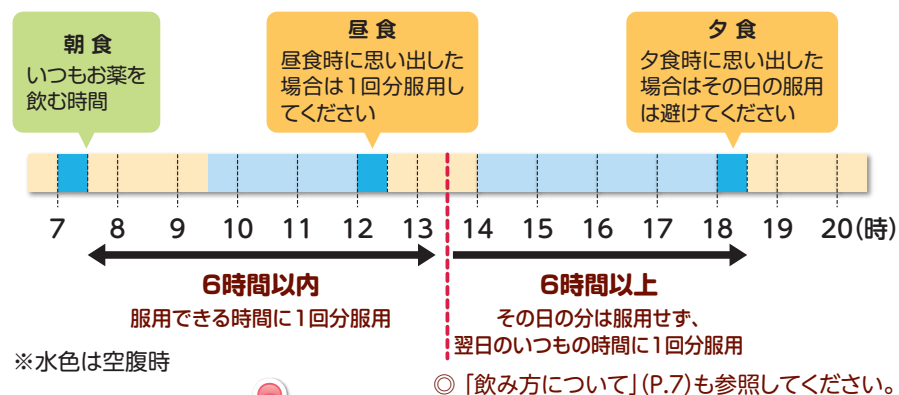 朝 食
いつもお薬を
飲む時間
昼 食
昼食時に思い出した
場合は1回分服用し
てください
夕 食
夕食時に思い出した
場合はその日の服用
は避けてください
7 8 9 10 11 12 13 14 15 16 17 18 19 20(時)
6時間以内
服用できる時間に1回分服用
6時間以上
その日の分は服用せず、
翌日のいつもの時間に1回分服用
※水色は空腹時
◎「飲み方について」(P.7)も参照してください。